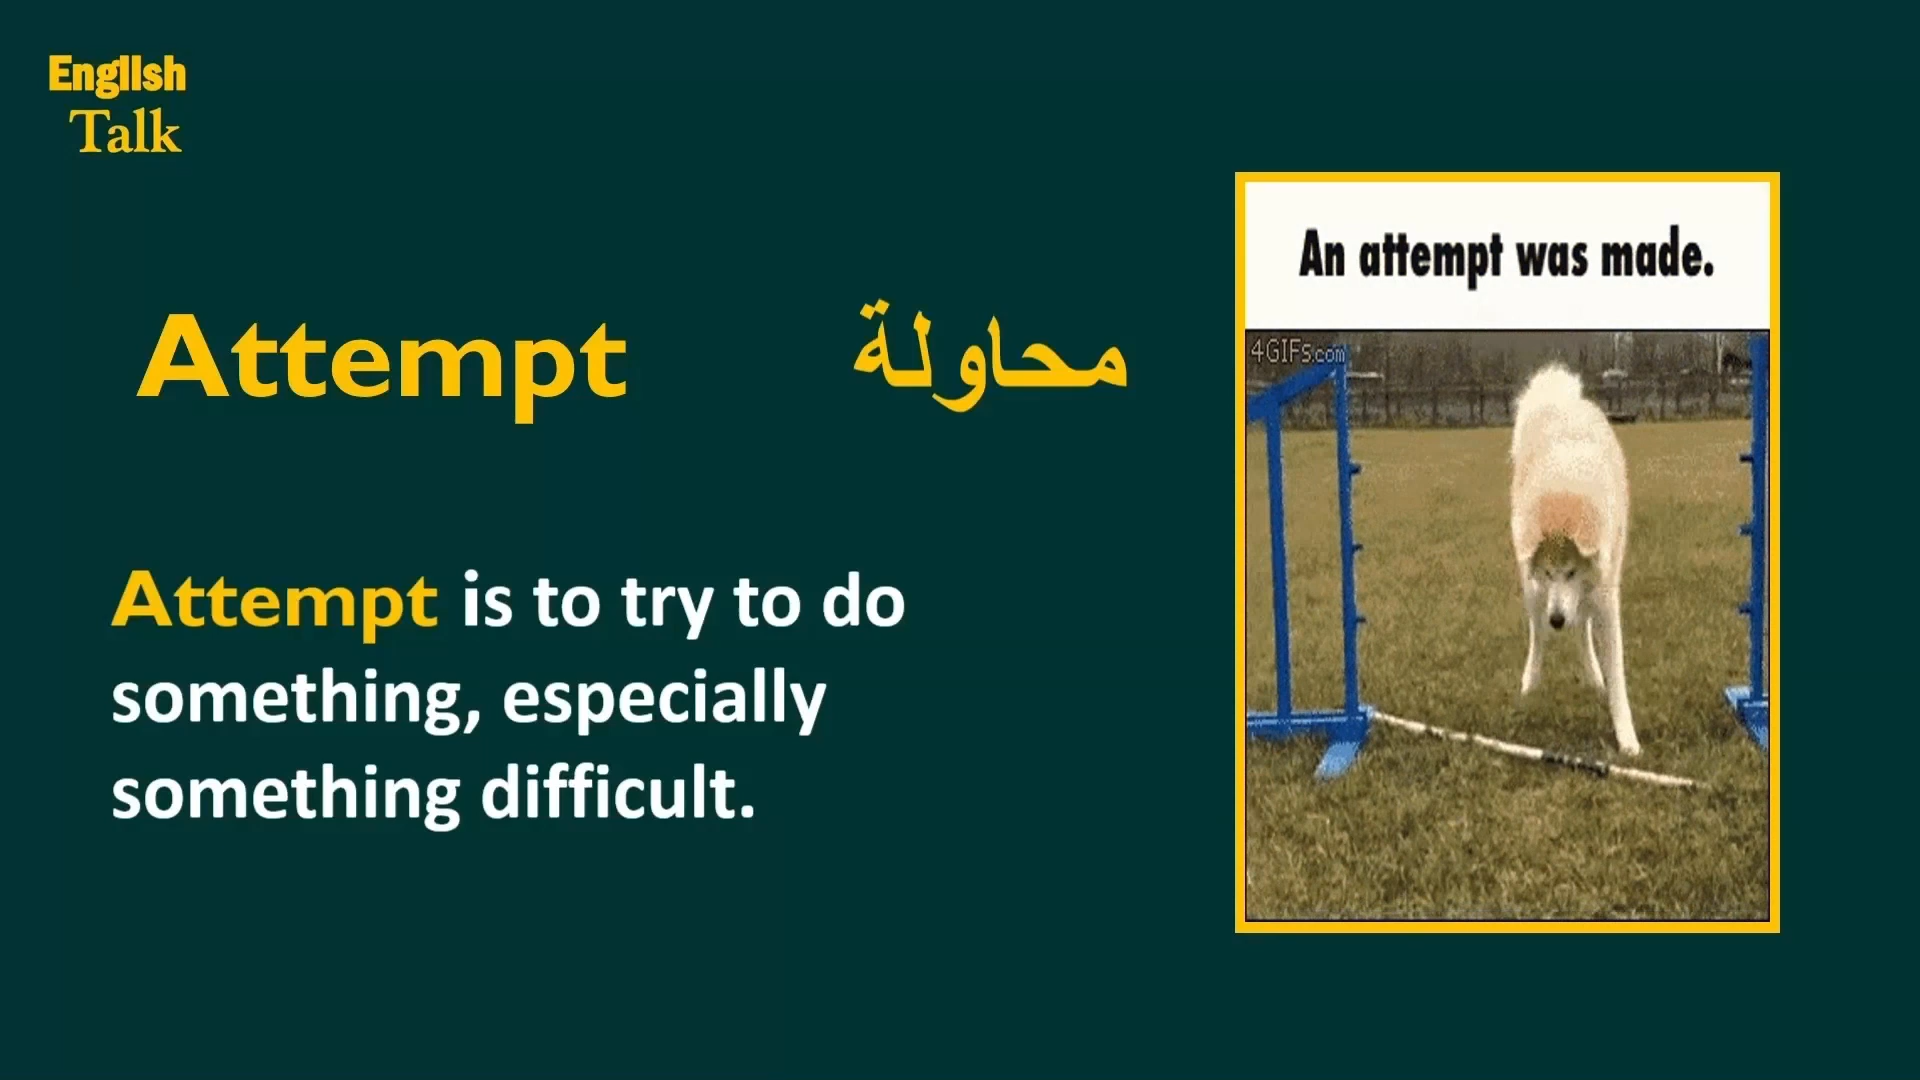 English
Talk
Attempt
محاولة
Attempt is to try to do
something, especially
something difficult.
An attempt was made.
4GIFs.com